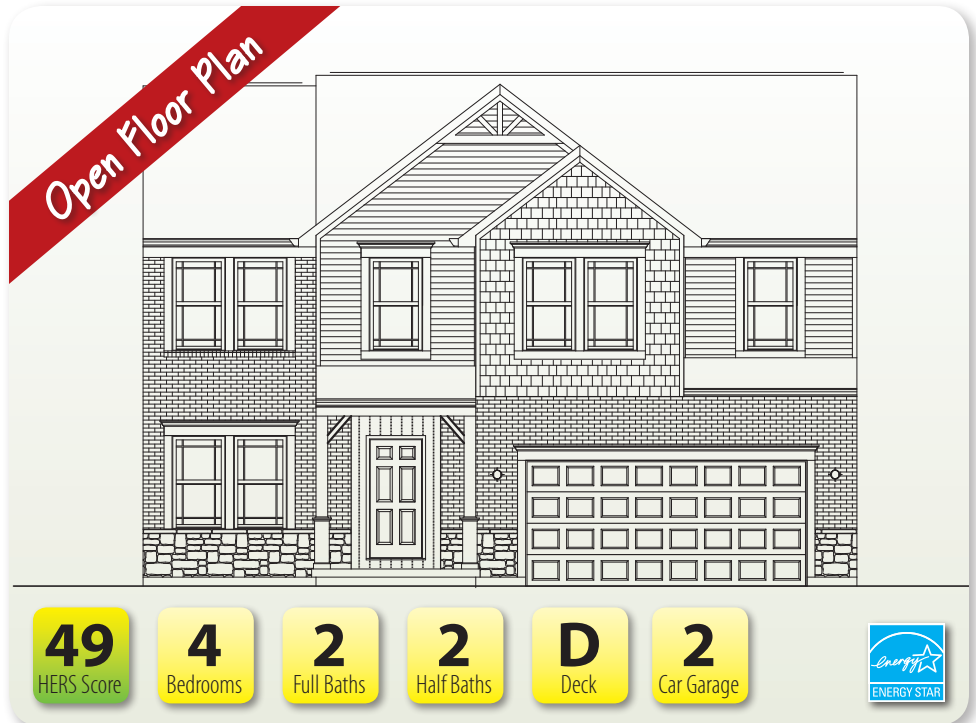 Open Floor Plan
49
HERS Score
4
Bedrooms
2
Full Baths
2
Half Baths
D
Deck
2
Car Garage
energy
ENERGY STAR